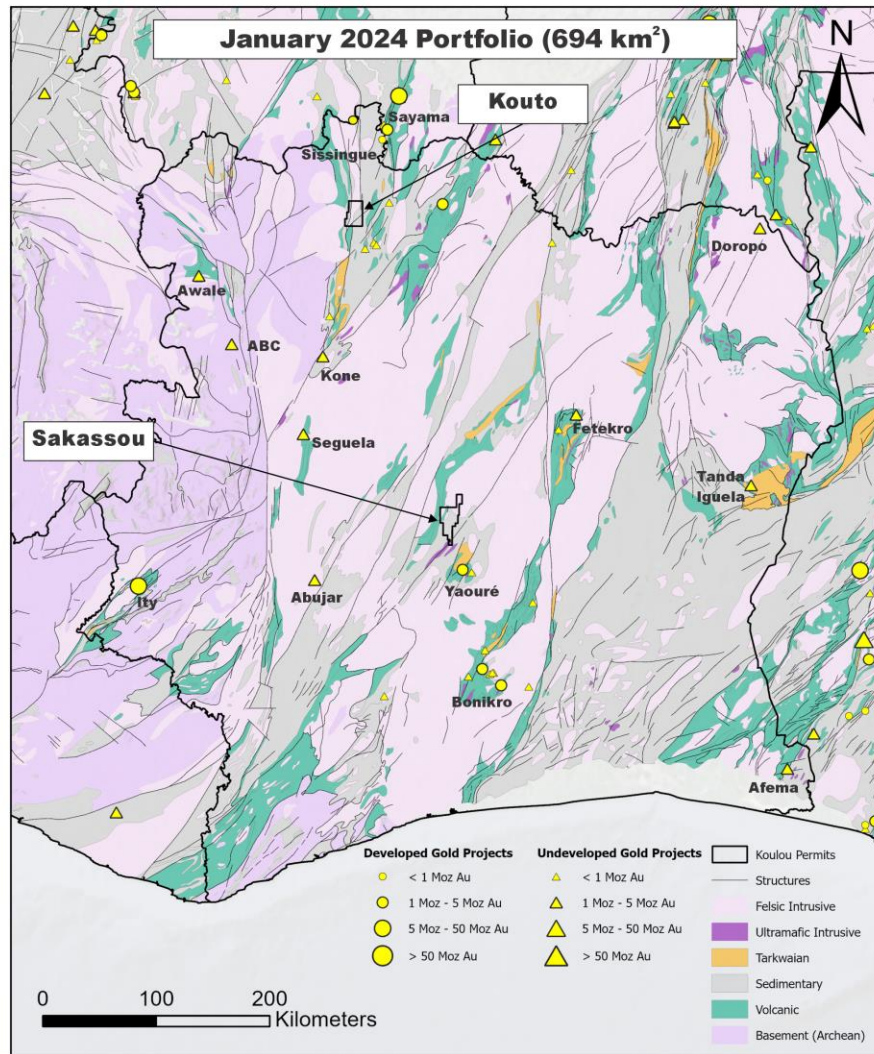 January 2024 Portfolio (694 km²)
N
Kouto
Sayama
Sissingue
Doropo
Awale
ABC
Kone
Sakassou
Seguela
Fetekro
Tanda
Iguela
Ity
Abujar
Yaouré
Bonikro
Afema
Developed Gold Projects
< 1 Moz Au
1 Moz - 5 Moz Au
5 Moz - 50 Moz Au
> 50 Moz Au
Undeveloped Gold Projects
< 1 Moz Au
1 Moz - 5 Moz Au
5 Moz - 50 Moz Au
> 50 Moz Au
Koulou Permits
Structures
Felsic Intrusive
Ultramafic Intrusive
Tarkwaian
Sedimentary
Volcanic
Basement (Archean)
0 100 200
Kilometers